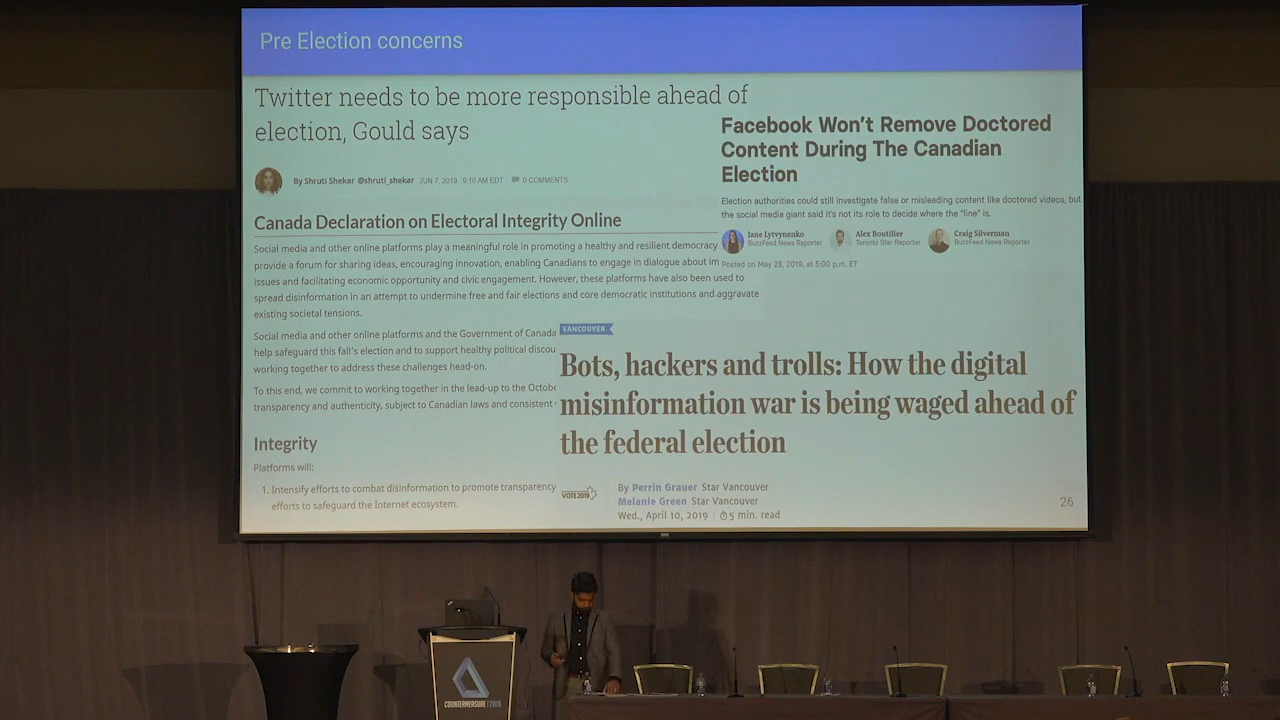 Pre Election concerns
Twitter needs to be more responsible ahead of
election, Gould says
By Shruti Shekar @shruti_shekar JUN 7, 2019 9:10 AM EDT 0 COMMENTS
Facebook Won't Remove Doctored
Content During The Canadian
Election
Election authorities could still investigate false or misleading content like doctored videos, but
the social media giant said it's not its role to decide where the "line" is.
Jane Lytvynenko
BuzzFeed News Reporter
Alex Boutilier
Toronto Star Reporter
Craig Silverman
BuzzFeed News Reporter
Posted on May 28, 2019, at 5:00 p.m. ET
Canada Declaration on Electoral Integrity Online
Social media and other online platforms play a meaningful role in promoting a healthy and resilient democracy
provide a forum for sharing ideas, encouraging innovation, enabling Canadians to engage in dialogue about im
issues and facilitating economic opportunity and civic engagement. However, these platforms have also been used to
spread disinformation in an attempt to undermine free and fair elections and core democratic institutions and aggravate
existing societal tensions.
Social media and other online platforms and the Government of Canada
help safeguard this fall's election and to support healthy political discou
working together to address these challenges head-on.
To this end, we commit to working together in the lead-up to the Octobe
transparency and authenticity, subject to Canadian laws and consistent
Integrity
Platforms will:
1. Intensify efforts to combat disinformation to promote transparency
efforts to safeguard the Internet ecosystem.
VANCOUVER
Bots, hackers and trolls: How the digital
misinformation war is being waged ahead of
the federal election
VOTE 2019
By Perrin Grauer Star Vancouver
Melanie Green Star Vancouver
Wed., April 10, 2019 | 5 min. read
26
COUNTERMEASURE | 2019